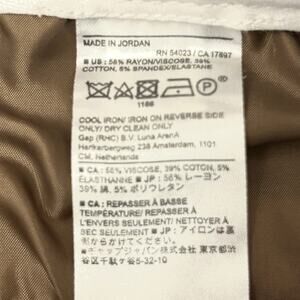 MADE IN JORDAN
RN 54023 / CA 17897
■ US : 56% RAYON/VISCOSE, 39%
COTTON, 5% SPANDEX/ELASTHANE
1166
COOL IRON/IRON ON REVERSE SIDE
ONLY/ DRY CLEAN ONLY
Gap (RHC) B.V. Luna ArenA
Herikerbergweg 238 Amsterdam, 1101
CM, Netherlands
■ CA : 56% VISCOSE, 39% COTON, 5%
ÉLASTHANNE ■ JP : 56% レーヨン
39% 綿, 5% ポリウレタン
■ CA : REPASSER À BASSE
TEMPÉRATURE/ REPASSER À
L'ENVERS SEULEMENT/ NETTOYER À
SEC SEULEMENT ■ JP : アイロンは裏
側からかけてください
■ ギャップジャパン株式会社 東京都渋
谷区千駄ヶ谷5-32-10